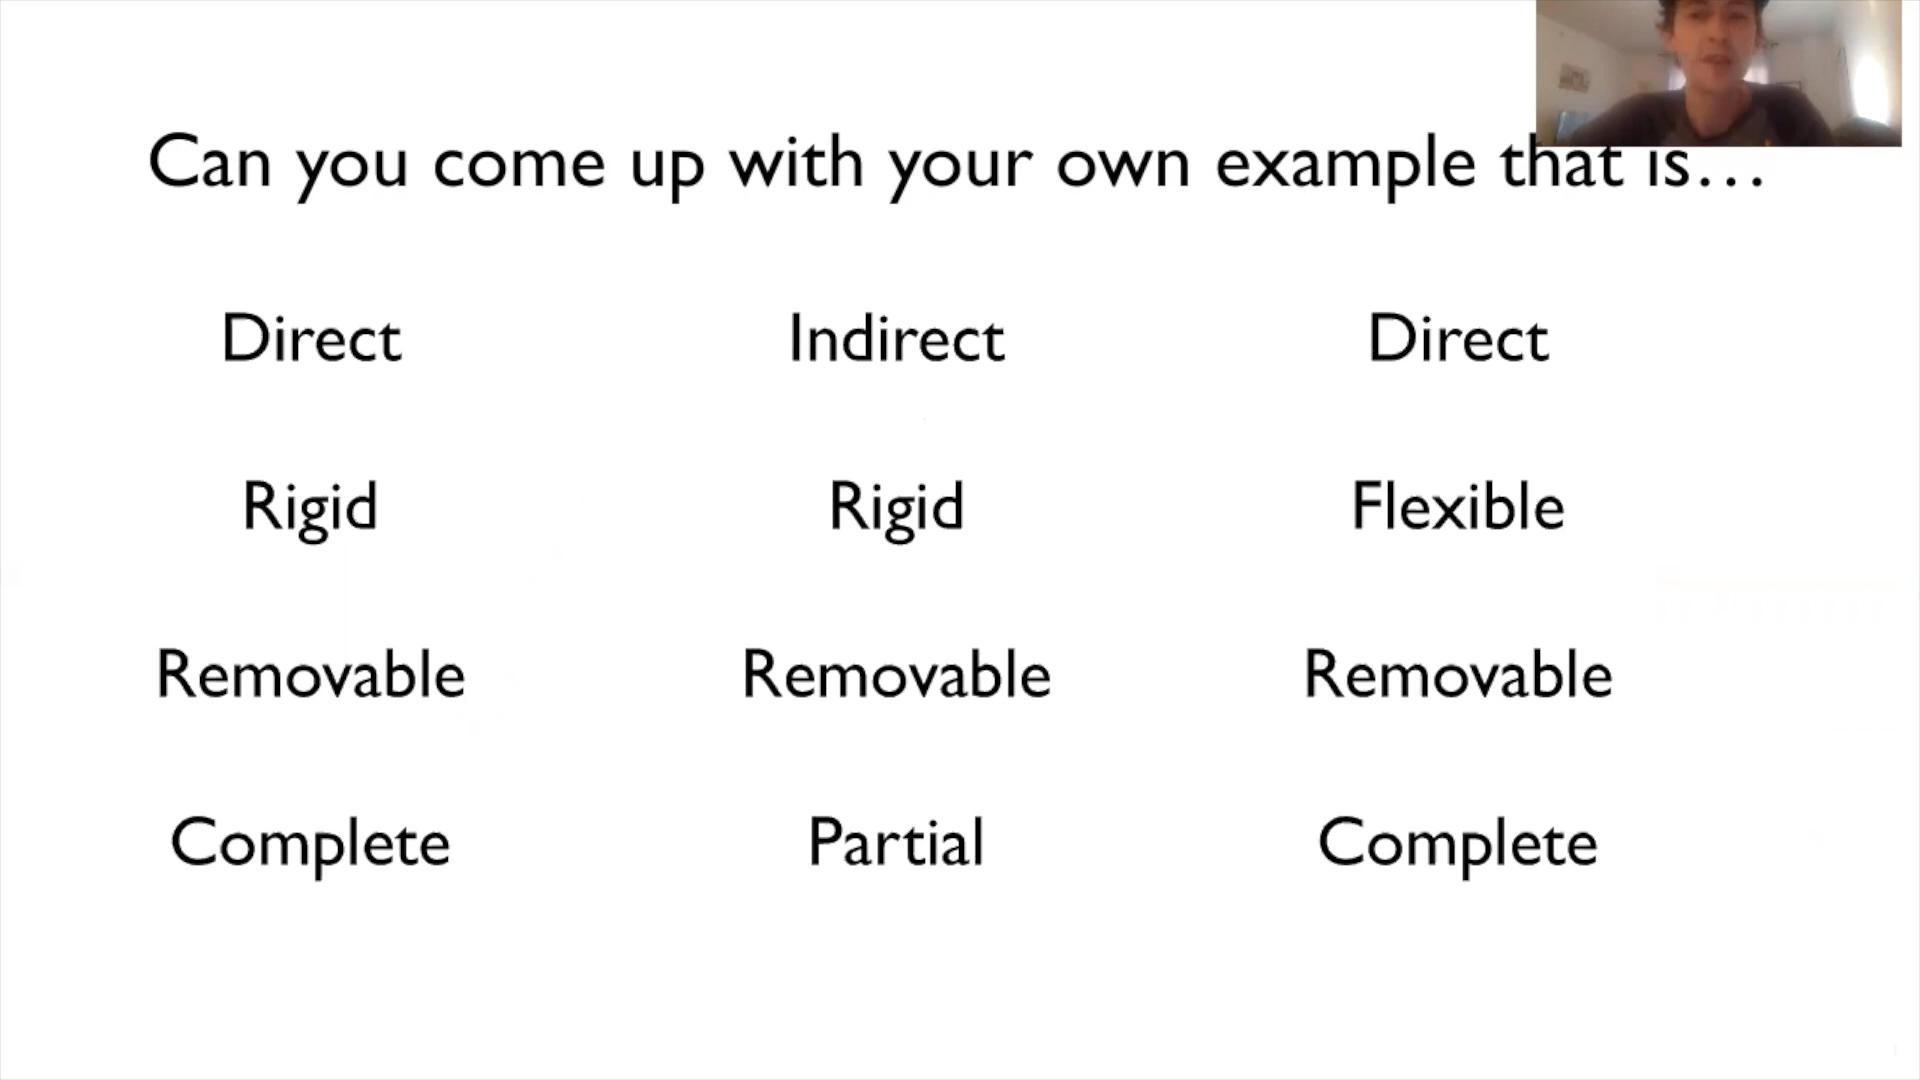 Can you come up with your own example that is…
Direct Indirect Direct
Rigid Rigid Flexible
Removable Removable Removable
Complete Partial Complete